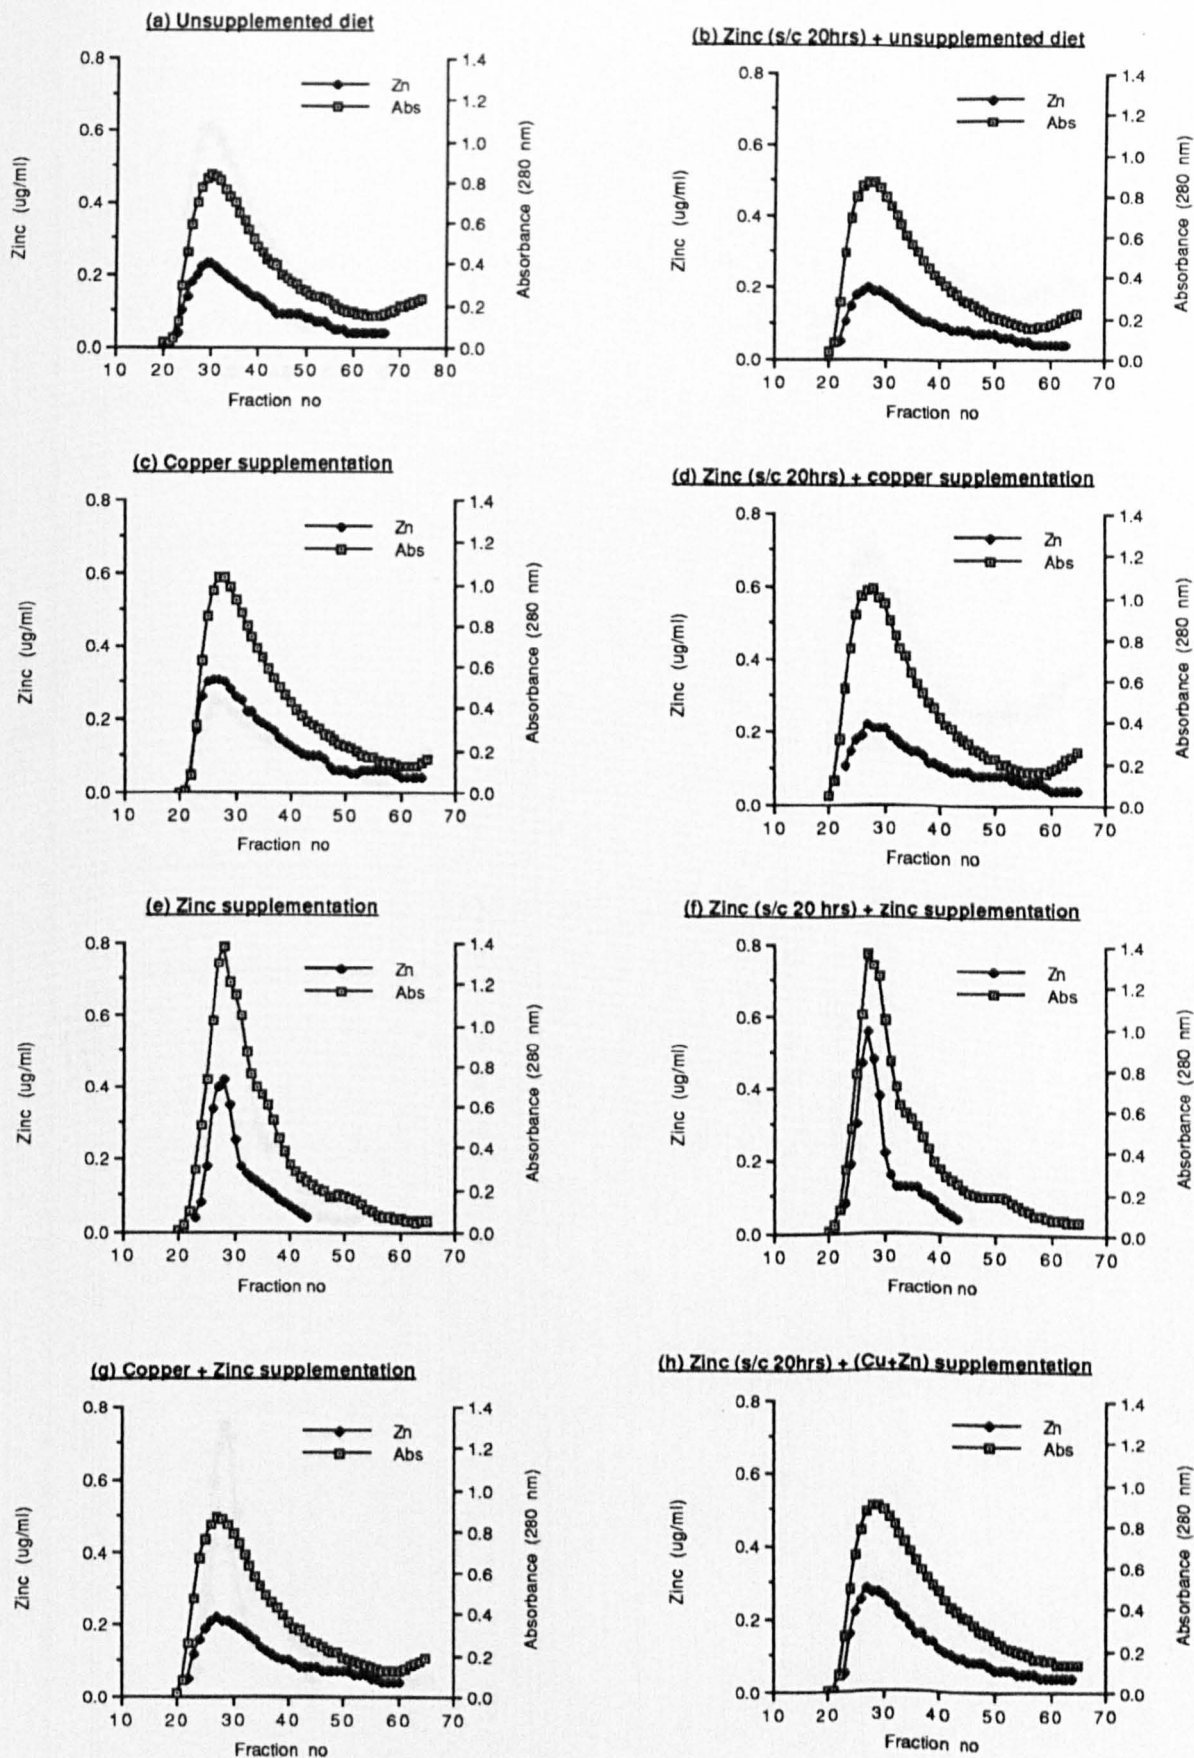 (a) Unsupplemented diet
0.8
0.6
0.4
0.2
0.0
1.4
1.2
1.0
0.8
0.6
0.4
0.2
0.0
Zn
Abs
Zinc (ug/ml)
Absorbance (280 nm)
10 20 30 40 50 60 70 80
Fraction no
(b) Zinc (s/c 20hrs) + unsupplemented diet
0.8
0.6
0.4
0.2
0.0
1.4
1.2
1.0
0.8
0.6
0.4
0.2
0.0
Zn
Abs
Zinc (ug/ml)
Absorbance (280 nm)
10 20 30 40 50 60 70
Fraction no
(c) Copper supplementation
0.8
0.6
0.4
0.2
0.0
1.4
1.2
1.0
0.8
0.6
0.4
0.2
0.0
Zn
Abs
Zinc (ug/ml)
Absorbance (280 nm)
10 20 30 40 50 60 70
Fraction no
(d) Zinc (s/c 20hrs) + copper supplementation
0.8
0.6
0.4
0.2
0.0
1.4
1.2
1.0
0.8
0.6
0.4
0.2
0.0
Zn
Abs
Zinc (ug/ml)
Absorbance (280 nm)
10 20 30 40 50 60 70
Fraction no
(e) Zinc supplementation
0.8
0.6
0.4
0.2
0.0
1.4
1.2
1.0
0.8
0.6
0.4
0.2
0.0
Zn
Abs
Zinc (ug/ml)
Absorbance (280 nm)
10 20 30 40 50 60 70
Fraction no
(f) Zinc (s/c 20 hrs) + zinc supplementation
0.8
0.6
0.4
0.2
0.0
1.4
1.2
1.0
0.8
0.6
0.4
0.2
0.0
Zn
Abs
Zinc (ug/ml)
Absorbance (280 nm)
10 20 30 40 50 60 70
Fraction no
(g) Copper + Zinc supplementation
0.8
0.6
0.4
0.2
0.0
1.4
1.2
1.0
0.8
0.6
0.4
0.2
0.0
Zn
Abs
Zinc (ug/ml)
Absorbance (280 nm)
10 20 30 40 50 60 70
Fraction no
(h) Zinc (s/c 20hrs) + (Cu+Zn) supplementation
0.8
0.6
0.4
0.2
0.0
1.4
1.2
1.0
0.8
0.6
0.4
0.2
0.0
Zn
Abs
Zinc (ug/ml)
Absorbance (280 nm)
10 20 30 40 50 60 70
Fraction no